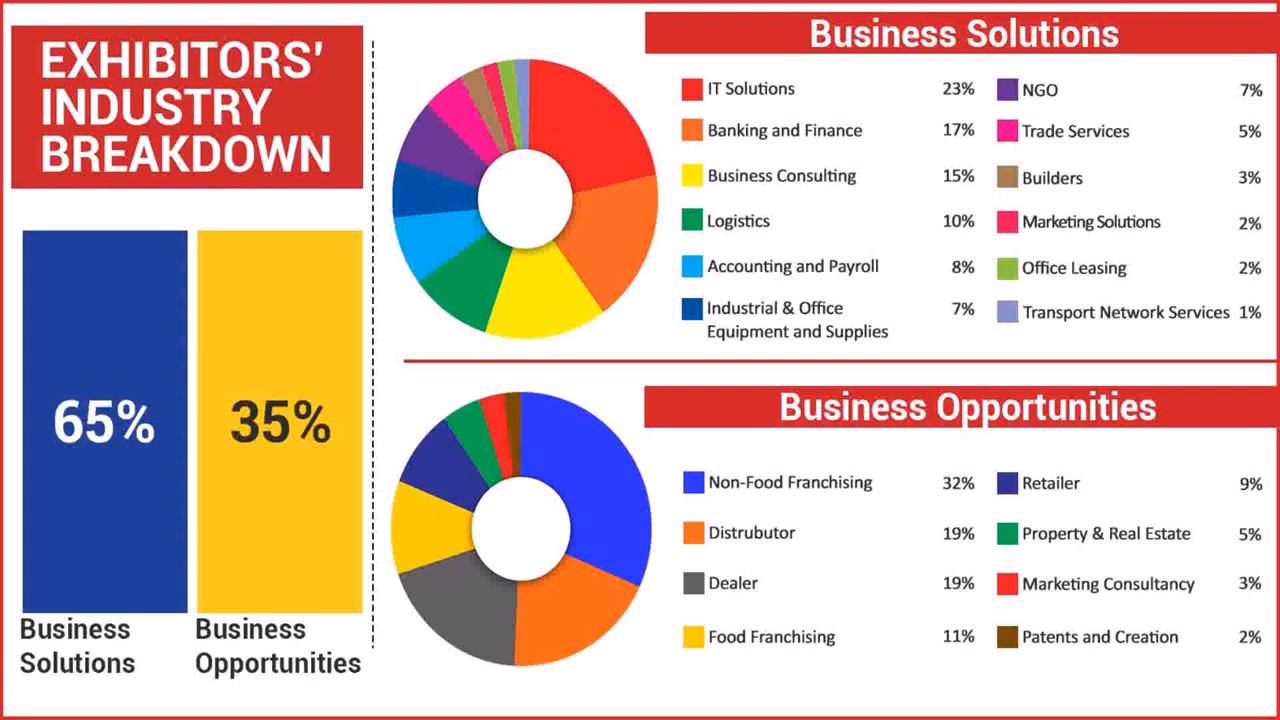 EXHIBITORS'
INDUSTRY
BREAKDOWN
65%
35%
Business
Solutions
Business
Opportunities
Business Solutions
IT Solutions 23%
Banking and Finance 17%
Business Consulting 15%
Logistics 10%
Accounting and Payroll 8%
Industrial & Office 7%
Equipment and Supplies
NGO 7%
Trade Services 5%
Builders 3%
Marketing Solutions 2%
Office Leasing 2%
Transport Network Services 1%
Business Opportunities
Non-Food Franchising 32%
Distrubutor 19%
Dealer 19%
Food Franchising 11%
Retailer 9%
Property & Real Estate 5%
Marketing Consultancy 3%
Patents and Creation 2%